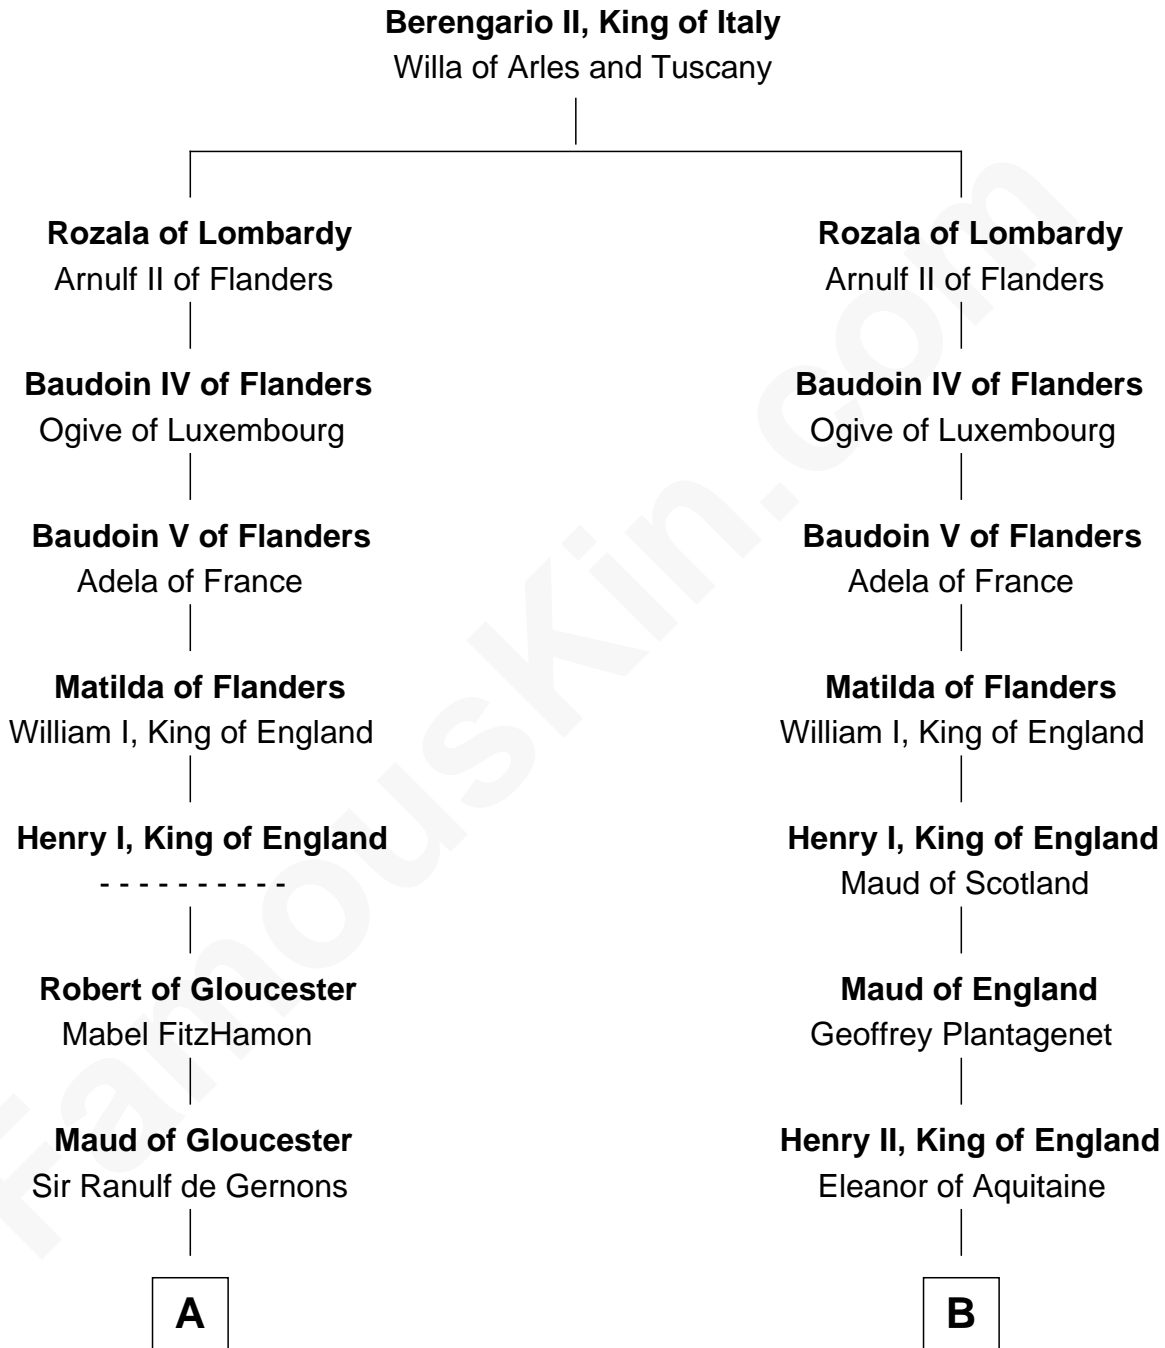 Berengario II, King of Italy
Willa of Arles and Tuscany
Rozala of Lombardy
Arnulf II of Flanders
Rozala of Lombardy
Arnulf II of Flanders
Baudoin IV of Flanders
Ogive of Luxembourg
Baudoin IV of Flanders
Ogive of Luxembourg
Baudoin V of Flanders
Adela of France
Baudoin V of Flanders
Adela of France
Matilda of Flanders
William I, King of England
Matilda of Flanders
William I, King of England
Henry I, King of England
- - - - - - - - - -
Henry I, King of England
Maud of Scotland
Robert of Gloucester
Mabel FitzHamon
Maud of England
Geoffrey Plantagenet
Maud of Gloucester
Sir Ranulf de Gernons
Henry II, King of England
Eleanor of Aquitaine
A
B
FamousKin.com